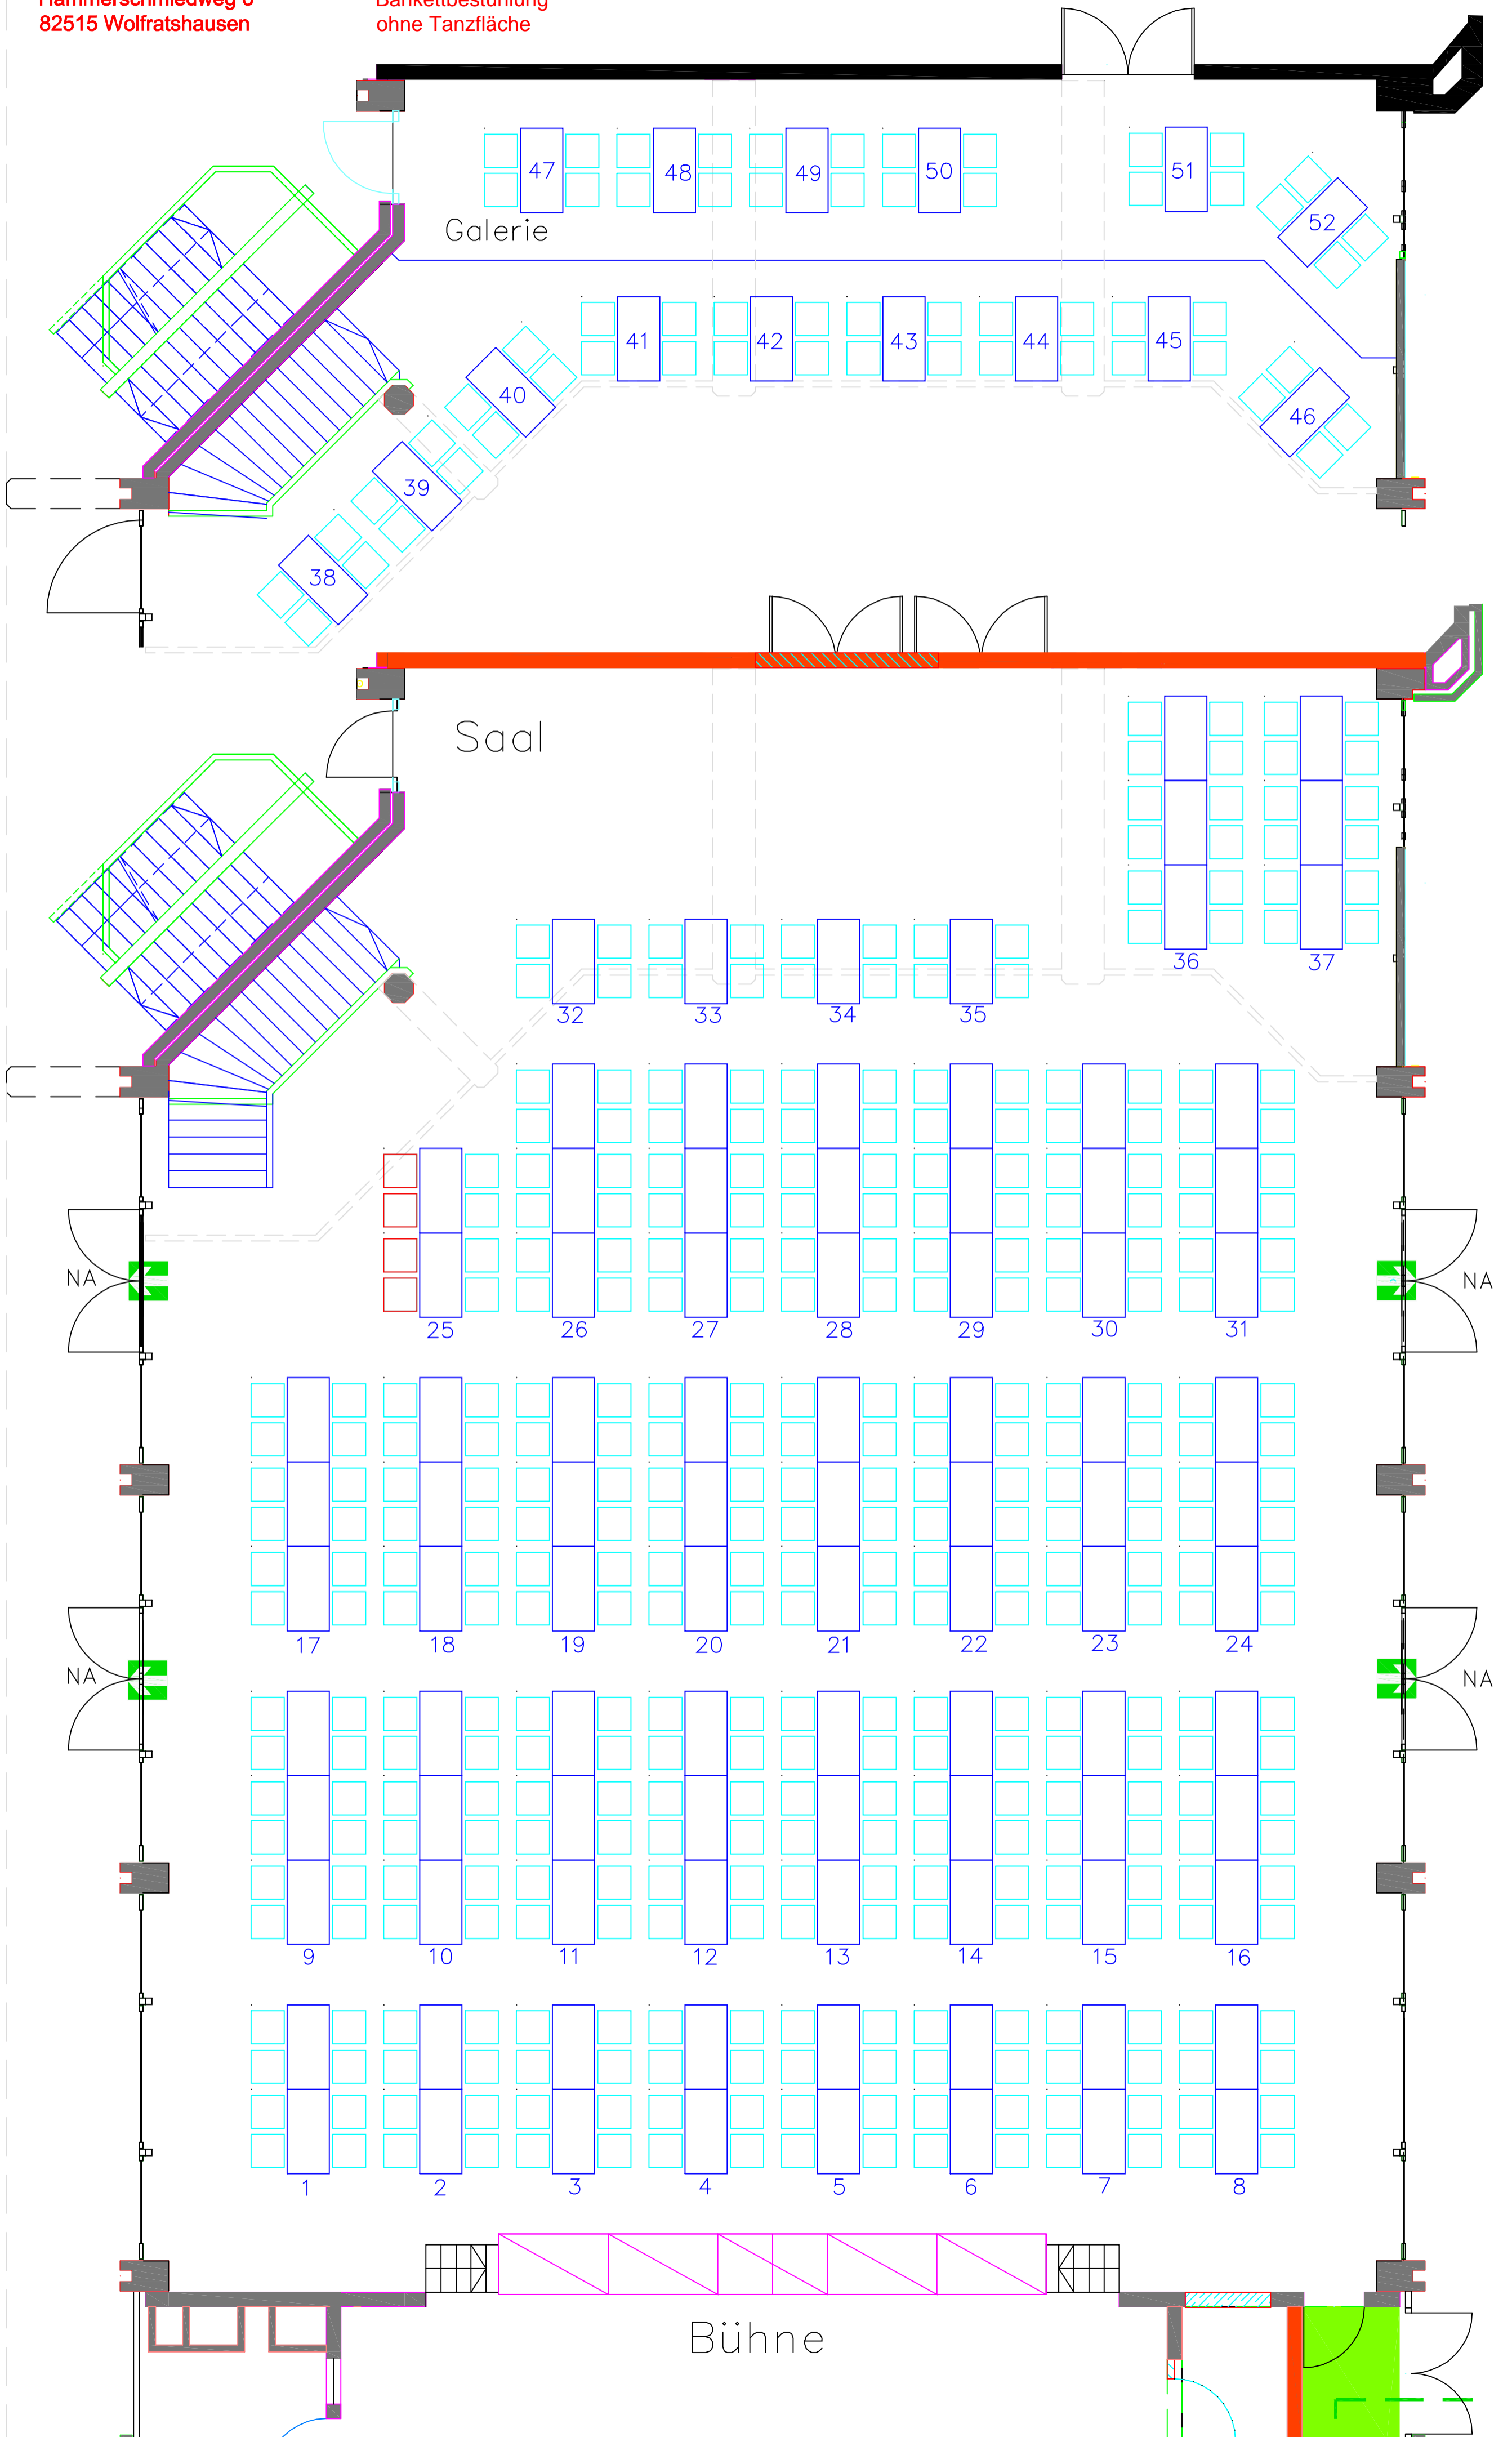 Hammerschmiedweg 6
82515 Wolfratshausen
Bankettbestuhlung
ohne Tanzfläche
47 48 49 50 51
52
Galerie
41 42 43 44 45
40
46
39
38
Saal
36 37
32 33 34 35
NA NA
25 26 27 28 29 30 31
17 18 19 20 21 22 23 24
NA NA
9 10 11 12 13 14 15 16
1 2 3 4 5 6 7 8
Bühne